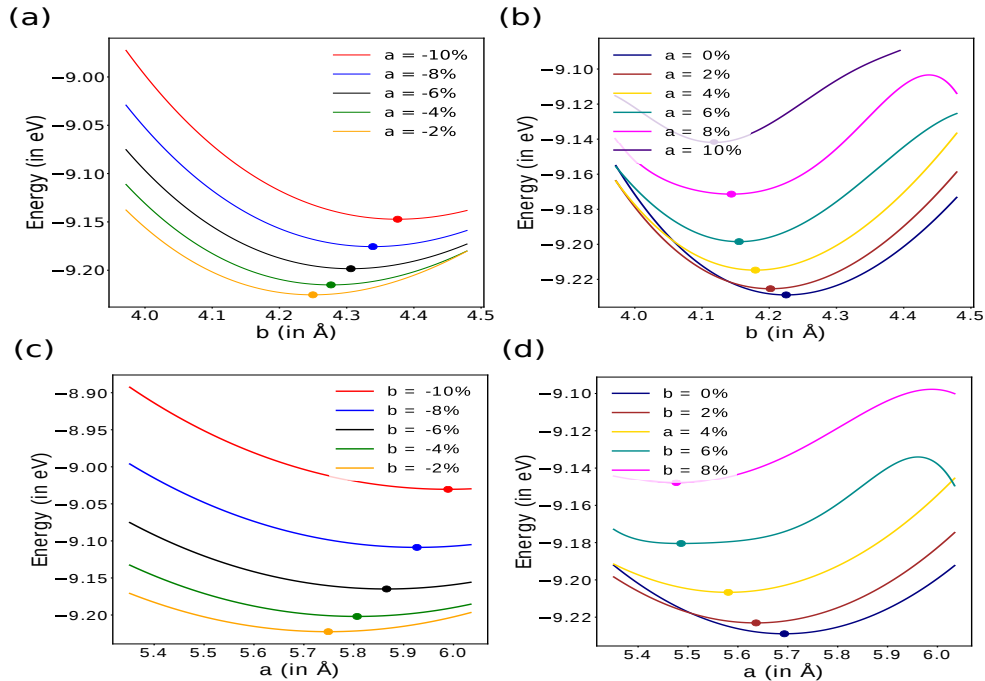 (a)
Energy (in eV)
−9.00
−9.05
−9.10
−9.15
−9.20
a = -10%
a = -8%
a = -6%
a = -4%
a = -2%
4.0 4.1 4.2 4.3 4.4 4.5
b (in Å)
(b)
Energy (in eV)
−9.10
−9.12
−9.14
−9.16
−9.18
−9.20
−9.22
a = 0%
a = 2%
a = 4%
a = 6%
a = 8%
a = 10%
4.0 4.1 4.2 4.3 4.4 4.5
b (in Å)
(c)
Energy (in eV)
−8.90
−8.95
−9.00
−9.05
−9.10
−9.15
−9.20
b = -10%
b = -8%
b = -6%
b = -4%
b = -2%
5.4 5.5 5.6 5.7 5.8 5.9 6.0
a (in Å)
(d)
Energy (in eV)
−9.10
−9.12
−9.14
−9.16
−9.18
−9.20
−9.22
b = 0%
b = 2%
a = 4%
b = 6%
b = 8%
5.4 5.5 5.6 5.7 5.8 5.9 6.0
a (in Å)